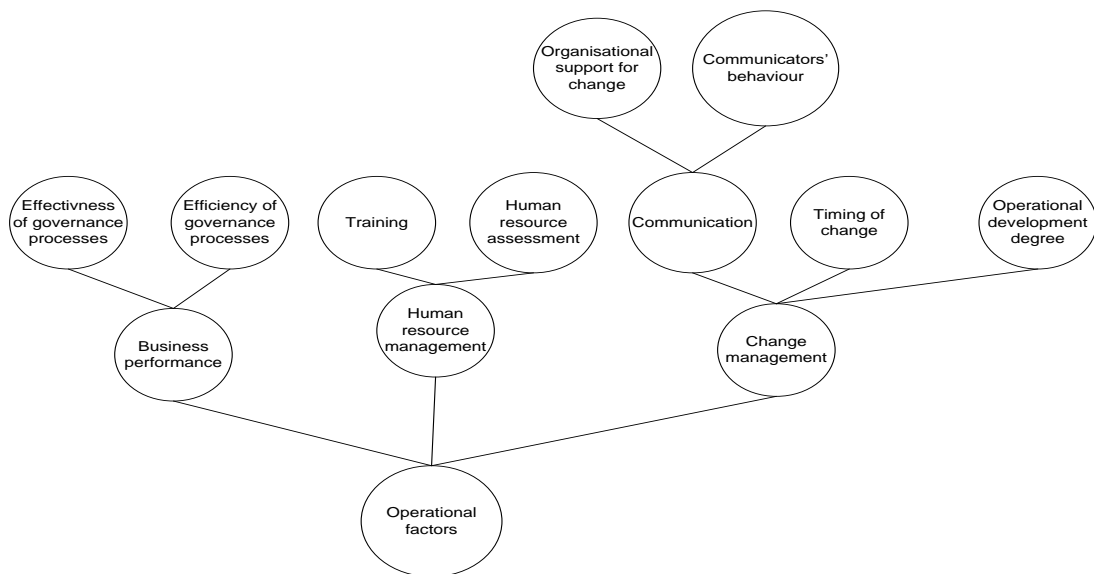 Organisational
support for
change
Communicators'
behaviour
Effectivness
of governance
processes
Efficiency of
governance
processes
Training
Human
resource
assessment
Communication
Timing of
change
Operational
development
degree
Business
performance
Human
resource
management
Change
management
Operational
factors